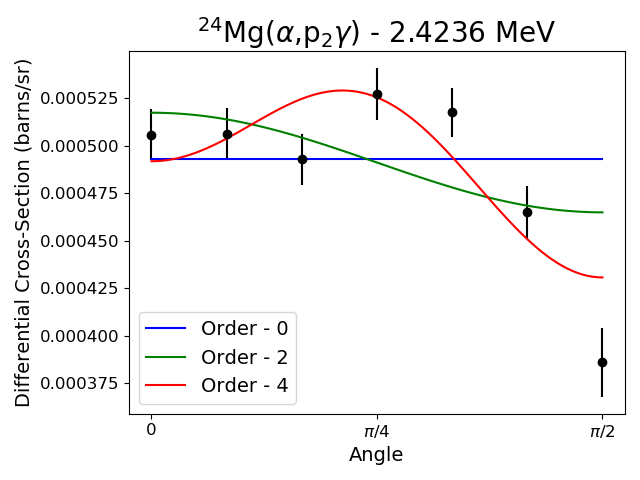 ²⁴Mg(α,p₂γ) - 2.4236 MeV
Differential Cross-Section (barns/sr)
0.000525
0.000500
0.000475
0.000450
0.000425
0.000400
0.000375
Order - 0
Order - 2
Order - 4
0 π/4 π/2
Angle